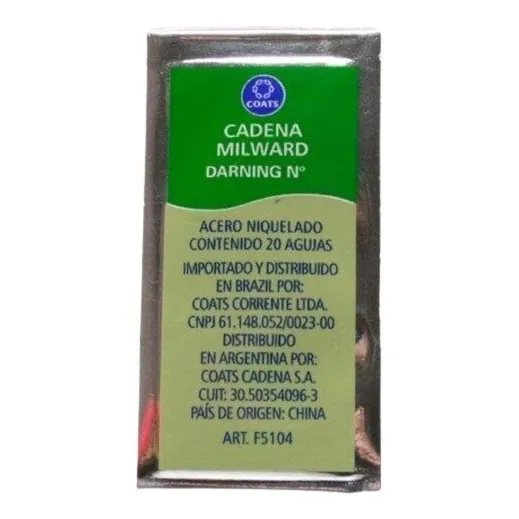 COATS
CADENA
MILWARD
DARNING Nº
ACERO NIQUELADO
CONTENIDO 20 AGUJAS
IMPORTADO Y DISTRIBUIDO
EN BRAZIL POR:
COATS CORRENTE LTDA.
CNPJ 61.148.052/0023-00
DISTRIBUIDO
EN ARGENTINA POR:
COATS CADENA S.A.
CUIT: 30.50354096-3
PAÍS DE ORIGEN: CHINA
ART. F5104